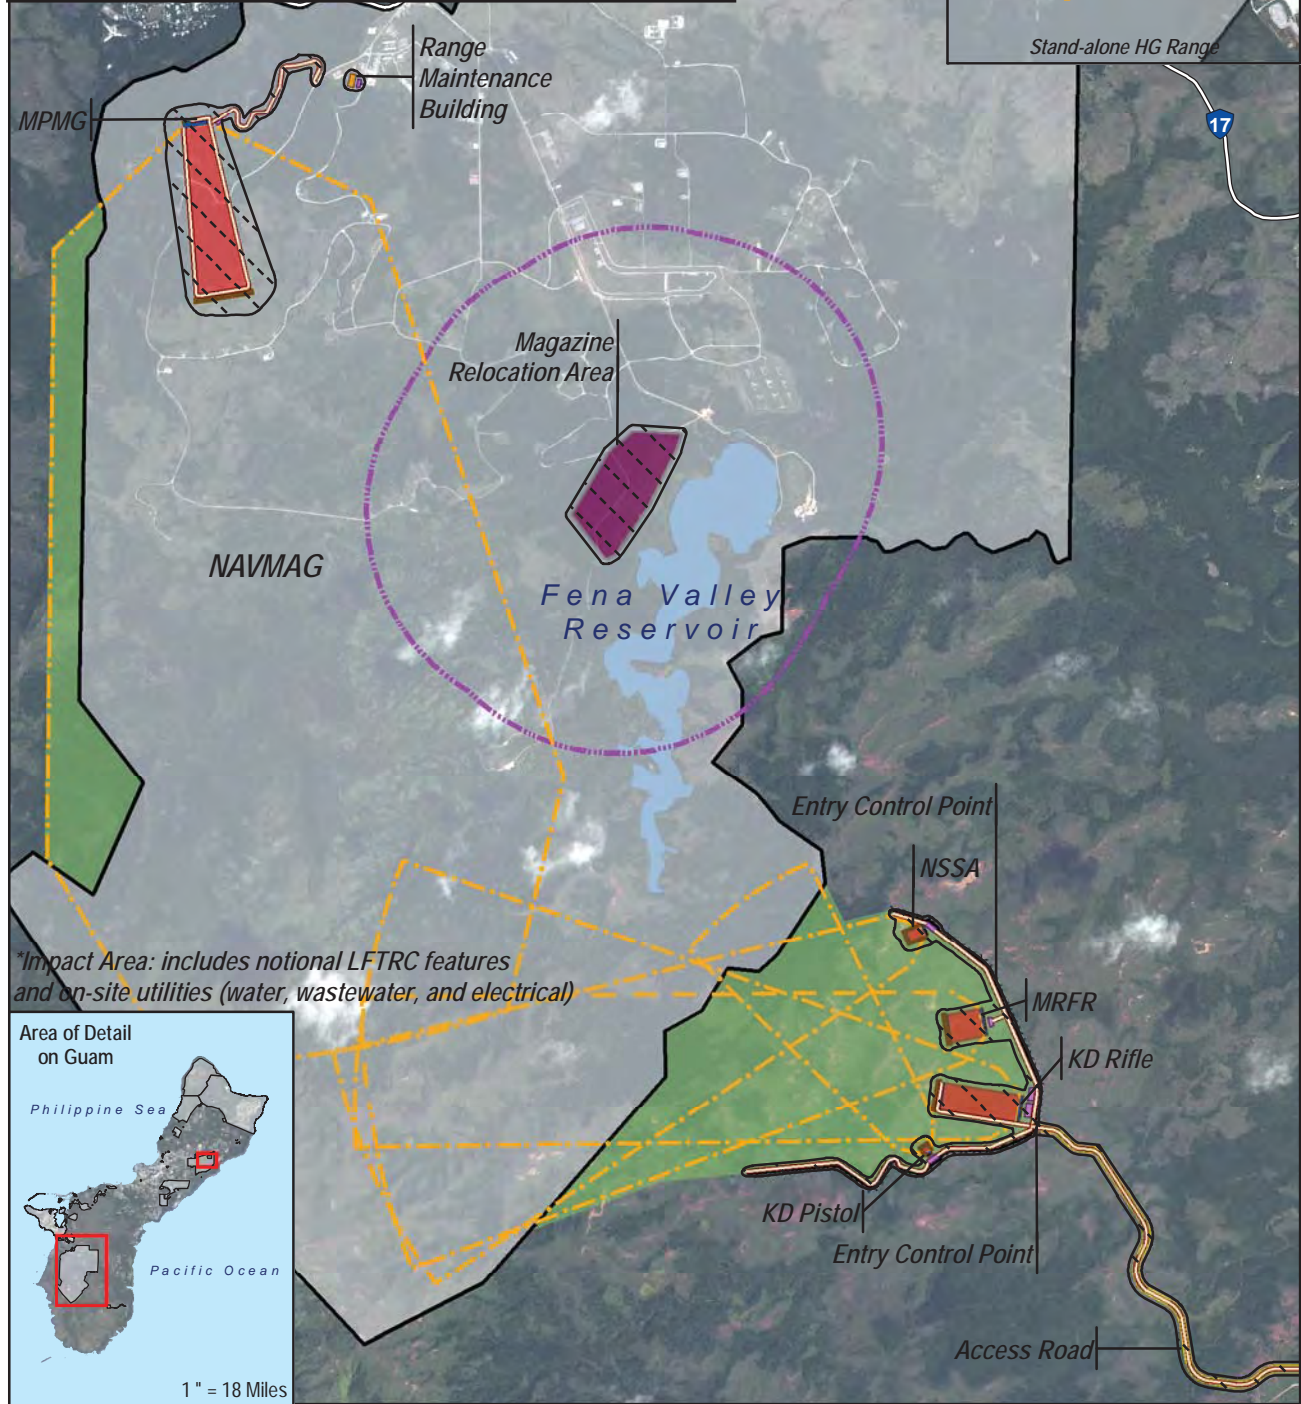 Stand-alone HG Range
Range
Maintenance
Building
MPMG
17
Magazine
Relocation Area
NAVMAG
Fena Valley
Reservoir
Entry Control Point
NSSA
*Impact Area: includes notional LFTRC features
and on-site utilities (water, wastewater, and electrical)
MRFR
KD Rifle
Area of Detail
on Guam
Philippine Sea
Pacific Ocean
1 " = 18 Miles
KD Pistol
Entry Control Point
Access Road